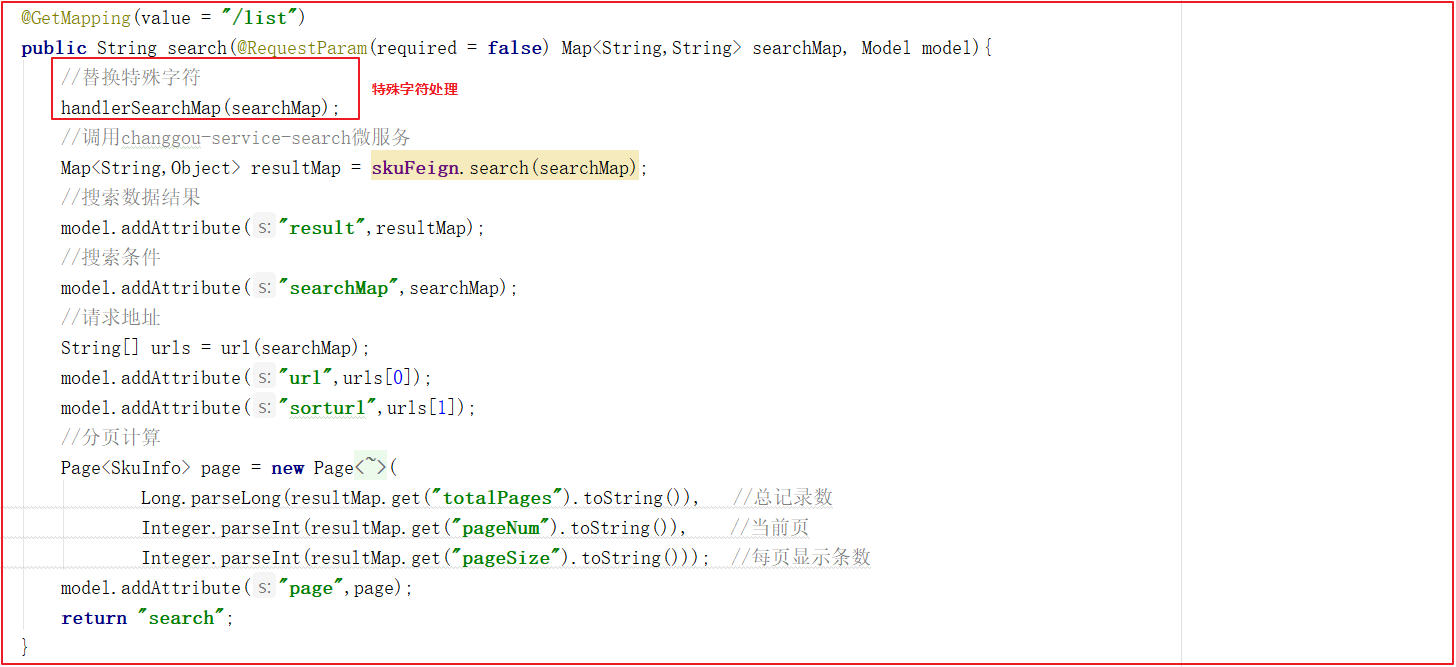 @GetMapping(value = "/list")
public String search(@RequestParam(required = false) Map<String,String> searchMap, Model model){
//替换特殊字符
handlerSearchMap(searchMap);
特殊字符处理
//调用changgou-service-search微服务
Map<String,Object> resultMap = skuFeign.search(searchMap);
//搜索数据结果
model.addAttribute( s: "result",resultMap);
//搜索条件
model.addAttribute( s: "searchMap",searchMap);
//请求地址
String[] urls = url(searchMap);
model.addAttribute( s: "url",urls[0]);
model.addAttribute( s: "sorturl",urls[1]);
//分页计算
Page<SkuInfo> page = new Page<~>(
Long.parseLong(resultMap.get("totalPages").toString()), //总记录数
Integer.parseInt(resultMap.get("pageNum").toString()), //当前页
Integer.parseInt(resultMap.get("pageSize").toString())); //每页显示条数
model.addAttribute( s: "page",page);
return "search";
}